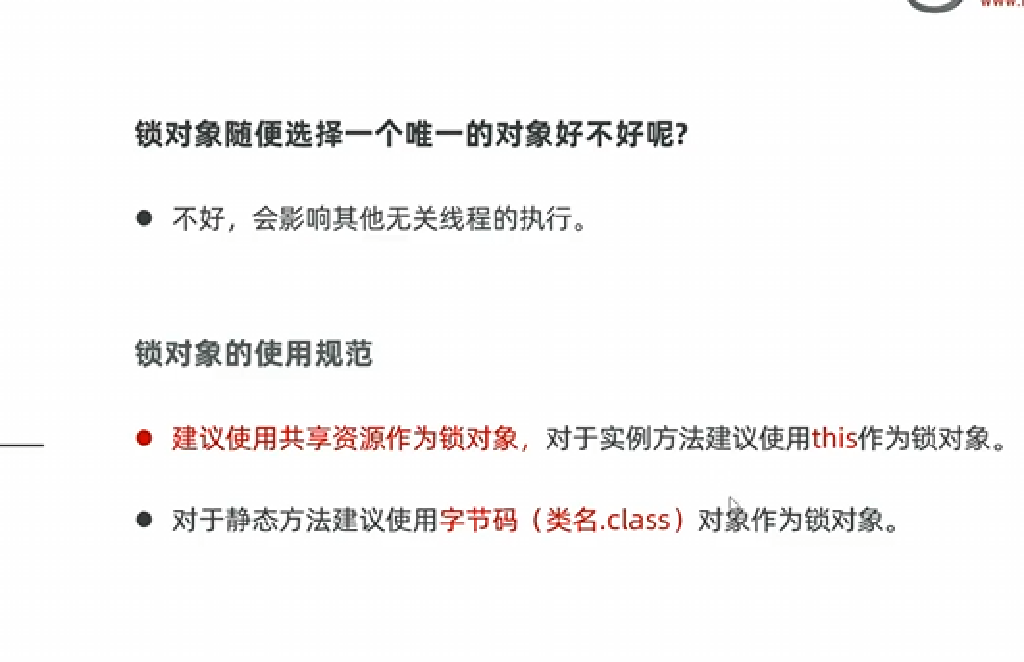 锁对象随便选择一个唯一的对象好不好呢?
不好，会影响其他无关线程的执行。
锁对象的使用规范
建议使用共享资源作为锁对象，对于实例方法建议使用this作为锁对象。
对于静态方法建议使用字节码（类名.class）对象作为锁对象。